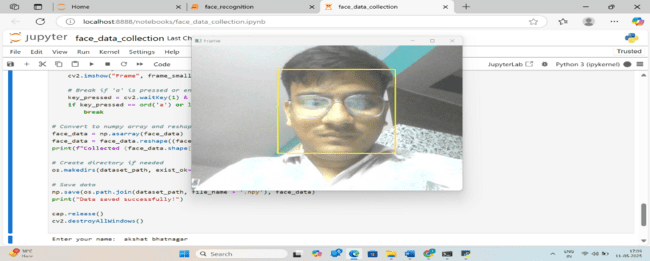 Home
face_recognition
face_data_collection
localhost:8888/notebooks/face_data_collection.ipynb
jupyter face_data_collection Last Ch
Trusted
File Edit View Run Kernel Settings
JupyterLab
Python 3 (ipykernel)
Code
Frame
cv2.imshow("Frame", frame_small
# Break if 'a' is pressed or en
key_pressed = cv2.waitKey(1) &
if key_pressed == ord('a') or l
break
# Convert to numpy array and reshap
face_data = np.asarray(face_data)
face_data = face_data.reshape((face
print(f"Collected {face_data.shape
# Create directory if needed
os.makedirs(dataset_path, exist_ok=
# Save data
np.save(os.path.join(dataset_path, file_name + '.npy'), face_data)
print("Data saved successfully!")
cap.release()
cv2.destroyAllWindows()
Enter your name: akshat bhatnagar
Search
ENG
IN